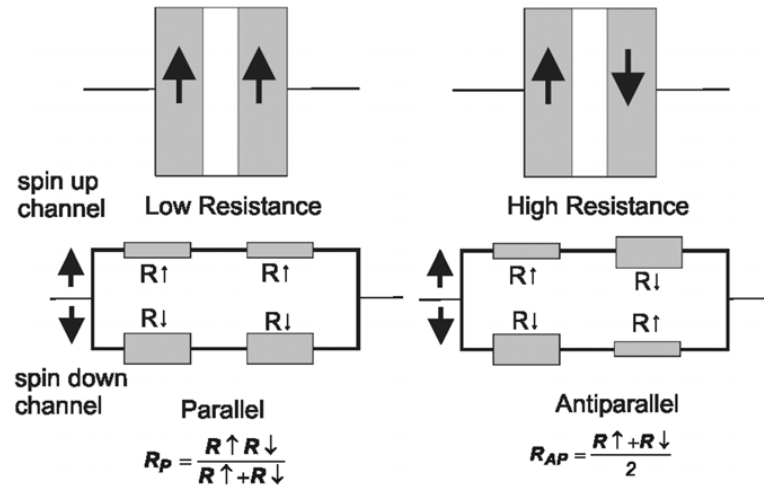 spin up
channel
Low Resistance
High Resistance
R↑ R↑
R↓ R↓
R↑ R↓
R↓ R↑
spin down
channel
Parallel
Antiparallel
R_P = R↑R↓ / R↑+R↓
R_AP = R↑+R↓ / 2